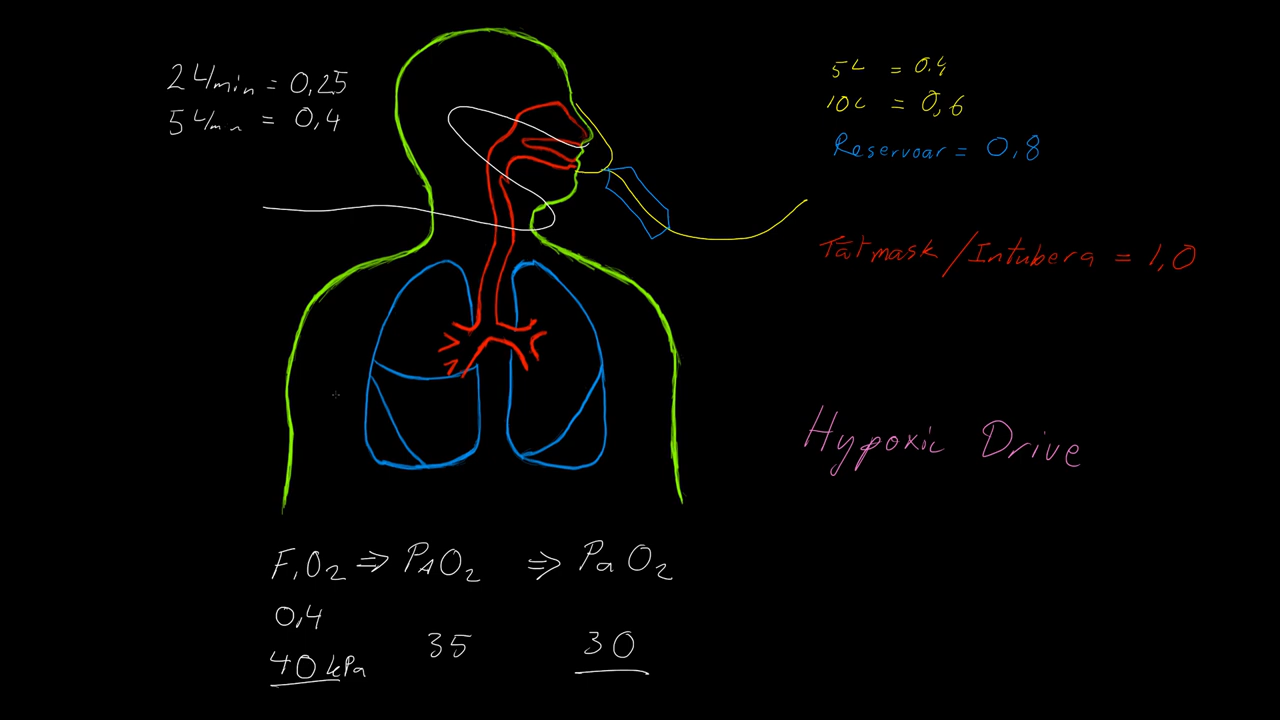 2 L/min = 0,25
5 L/min = 0,4
5L = 0.4
10L = 0,6
Reservoar = 0,8
Tätmask / Intubera = 1,0
Hypoxic Drive
FiO2 ⇒ PAO2 ⇒ PaO2
0,4
40 kPa 35 30